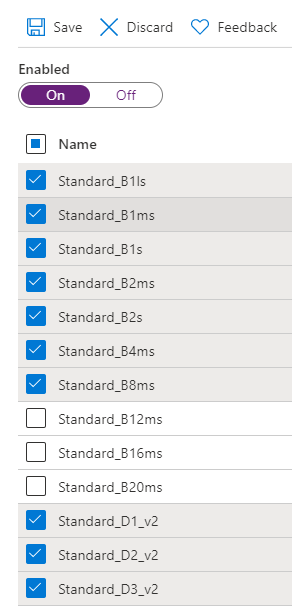 Save Discard Feedback
Enabled
On Off
Name
Standard_B1ls
Standard_B1ms
Standard_B1s
Standard_B2ms
Standard_B2s
Standard_B4ms
Standard_B8ms
Standard_B12ms
Standard_B16ms
Standard_B20ms
Standard_D1_v2
Standard_D2_v2
Standard_D3_v2